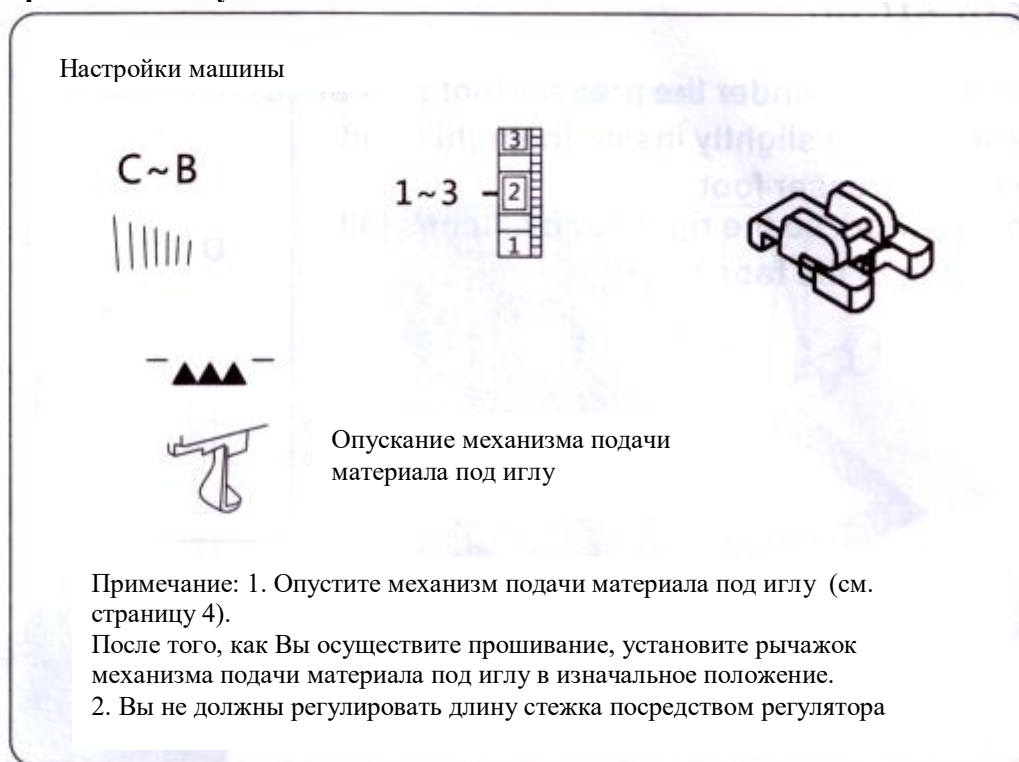 Настройки машины
C~B
3
1~3
2
1
Опускание механизма подачи
материала под иглу
Примечание: 1. Опустите механизм подачи материала под иглу (см.
страницу 4).
После того, как Вы осуществите прошивание, установите рычажок
механизма подачи материала под иглу в изначальное положение.
2. Вы не должны регулировать длину стежка посредством регулятора